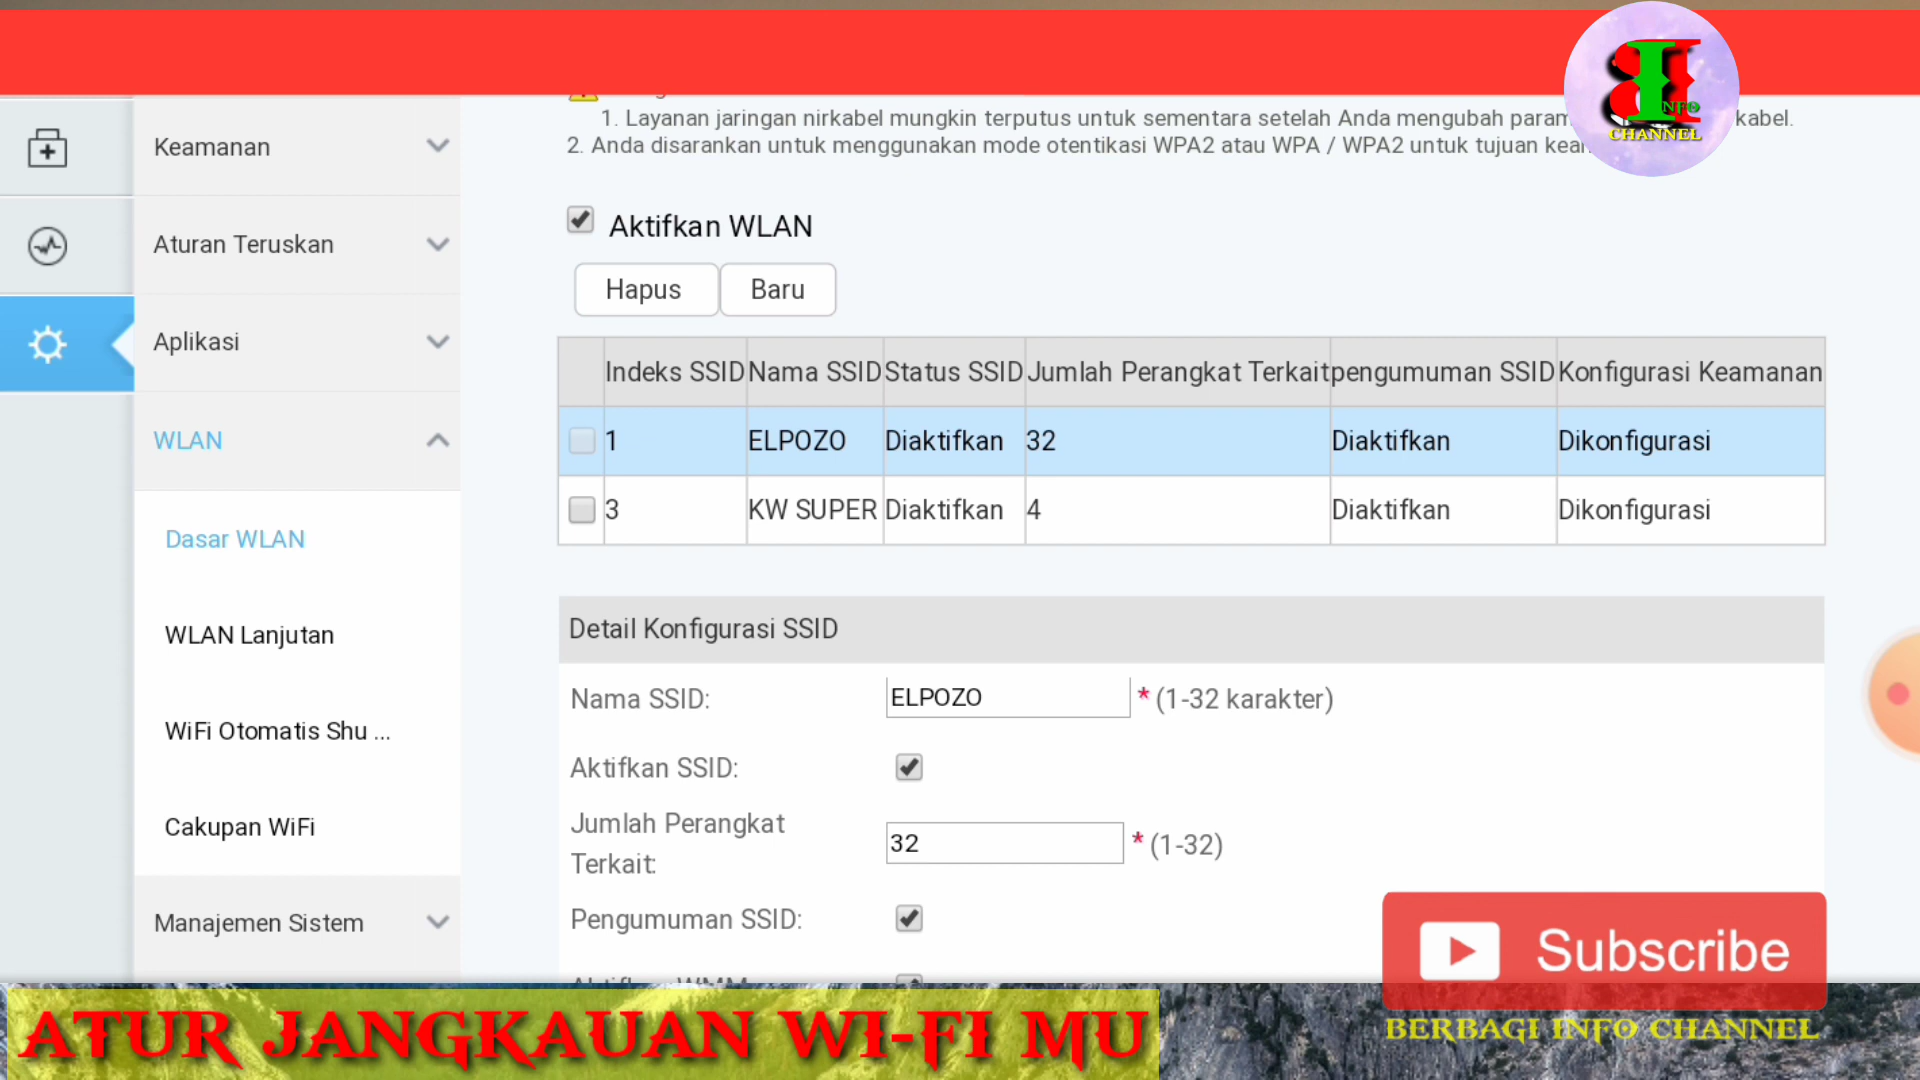 1. Layanan jaringan nirkabel mungkin terputus untuk sementara setelah Anda mengubah param kabel.
2. Anda disarankan untuk menggunakan mode otentikasi WPA2 atau WPA / WPA2 untuk tujuan
INFO
CHANNEL
Keamanan
Aturan Teruskan
Aplikasi
WLAN
Dasar WLAN
WLAN Lanjutan
WiFi Otomatis Shu ...
Cakupan WiFi
Manajemen Sistem
Aktifkan WLAN
Hapus Baru
Indeks SSID Nama SSID Status SSID Jumlah Perangkat Terkait pengumuman SSID Konfigurasi Keamanan
1 ELPOZO Diaktifkan 32 Diaktifkan Dikonfigurasi
3 KW SUPER Diaktifkan 4 Diaktifkan Dikonfigurasi
Detail Konfigurasi SSID
Nama SSID: ELPOZO * (1-32 karakter)
Aktifkan SSID:
Jumlah Perangkat
Terkait: 32 * (1-32)
Pengumuman SSID:
Aktifkan WMM
Subscribe
BERBAGI INFO CHANNEL
ATUR JANGKAUAN WI-FI MU